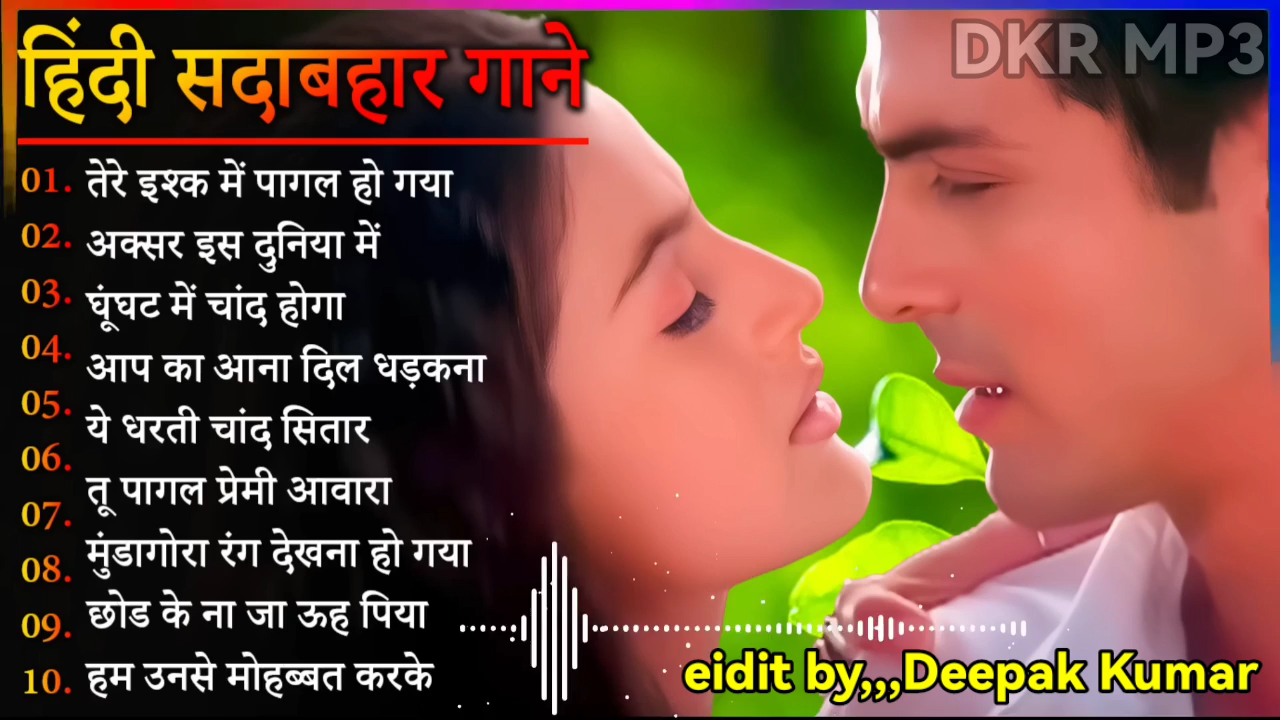 हिंदी सदाबहार गाने
DKR MP3
01. तेरे इश्क में पागल हो गया
02. अक्सर इस दुनिया में
03. घूंघट में चांद होगा
04. आप का आना दिल धड़कना
05. ये धरती चांद सितार
06. तू पागल प्रेमी आवारा
07. मुंडागोरा रंग देखना हो गया
08. छोड के ना जा ऊह पिया
09. हम उनसे मोहब्बत करके
10.
eidit by,,,Deepak Kumar